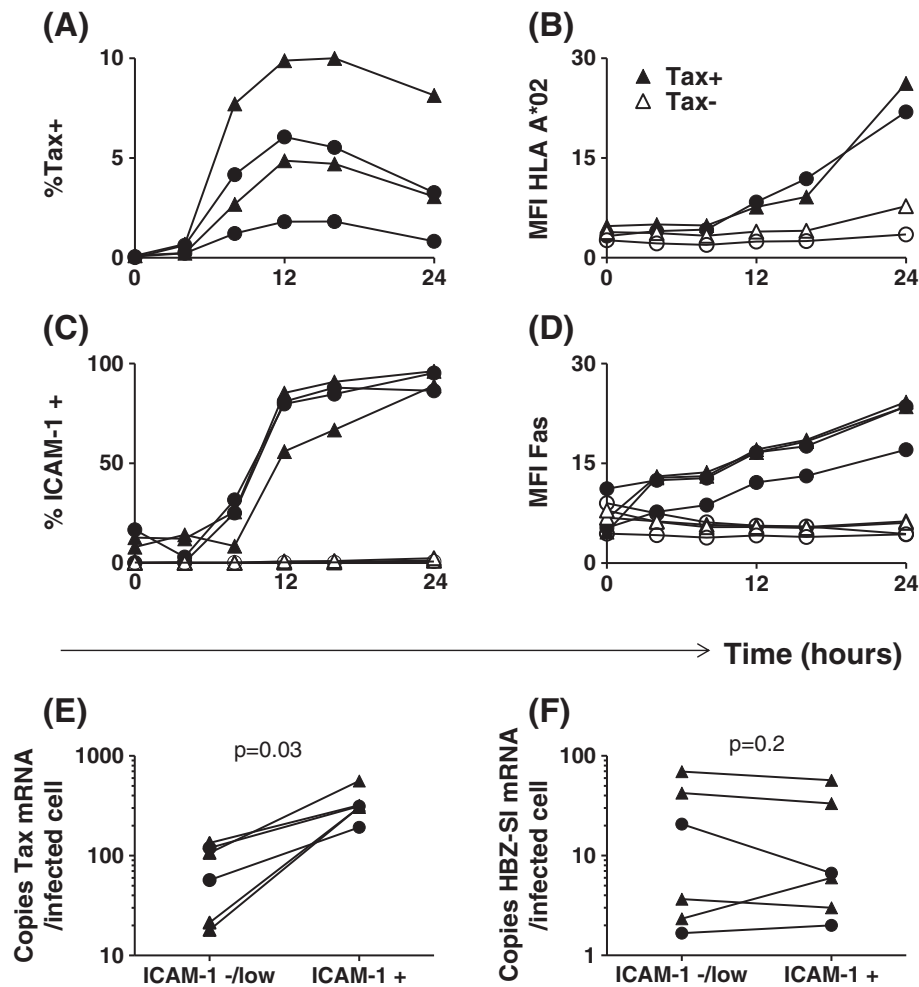 (A)
%Tax+
10
5
0
0
12
24
(B)
MFI HLA A*02
30
15
0
0
12
24
Tax+
Tax-
(C)
% ICAM-1 +
100
50
0
0
12
24
(D)
MFI Fas
30
15
0
0
12
24
Time (hours)
(E)
Copies Tax mRNA
/infected cell
1000
100
10
p=0.03
ICAM-1 -/low
ICAM-1 +
(F)
Copies HBZ-SI mRNA
/infected cell
100
10
1
p=0.2
ICAM-1 -/low
ICAM-1 +